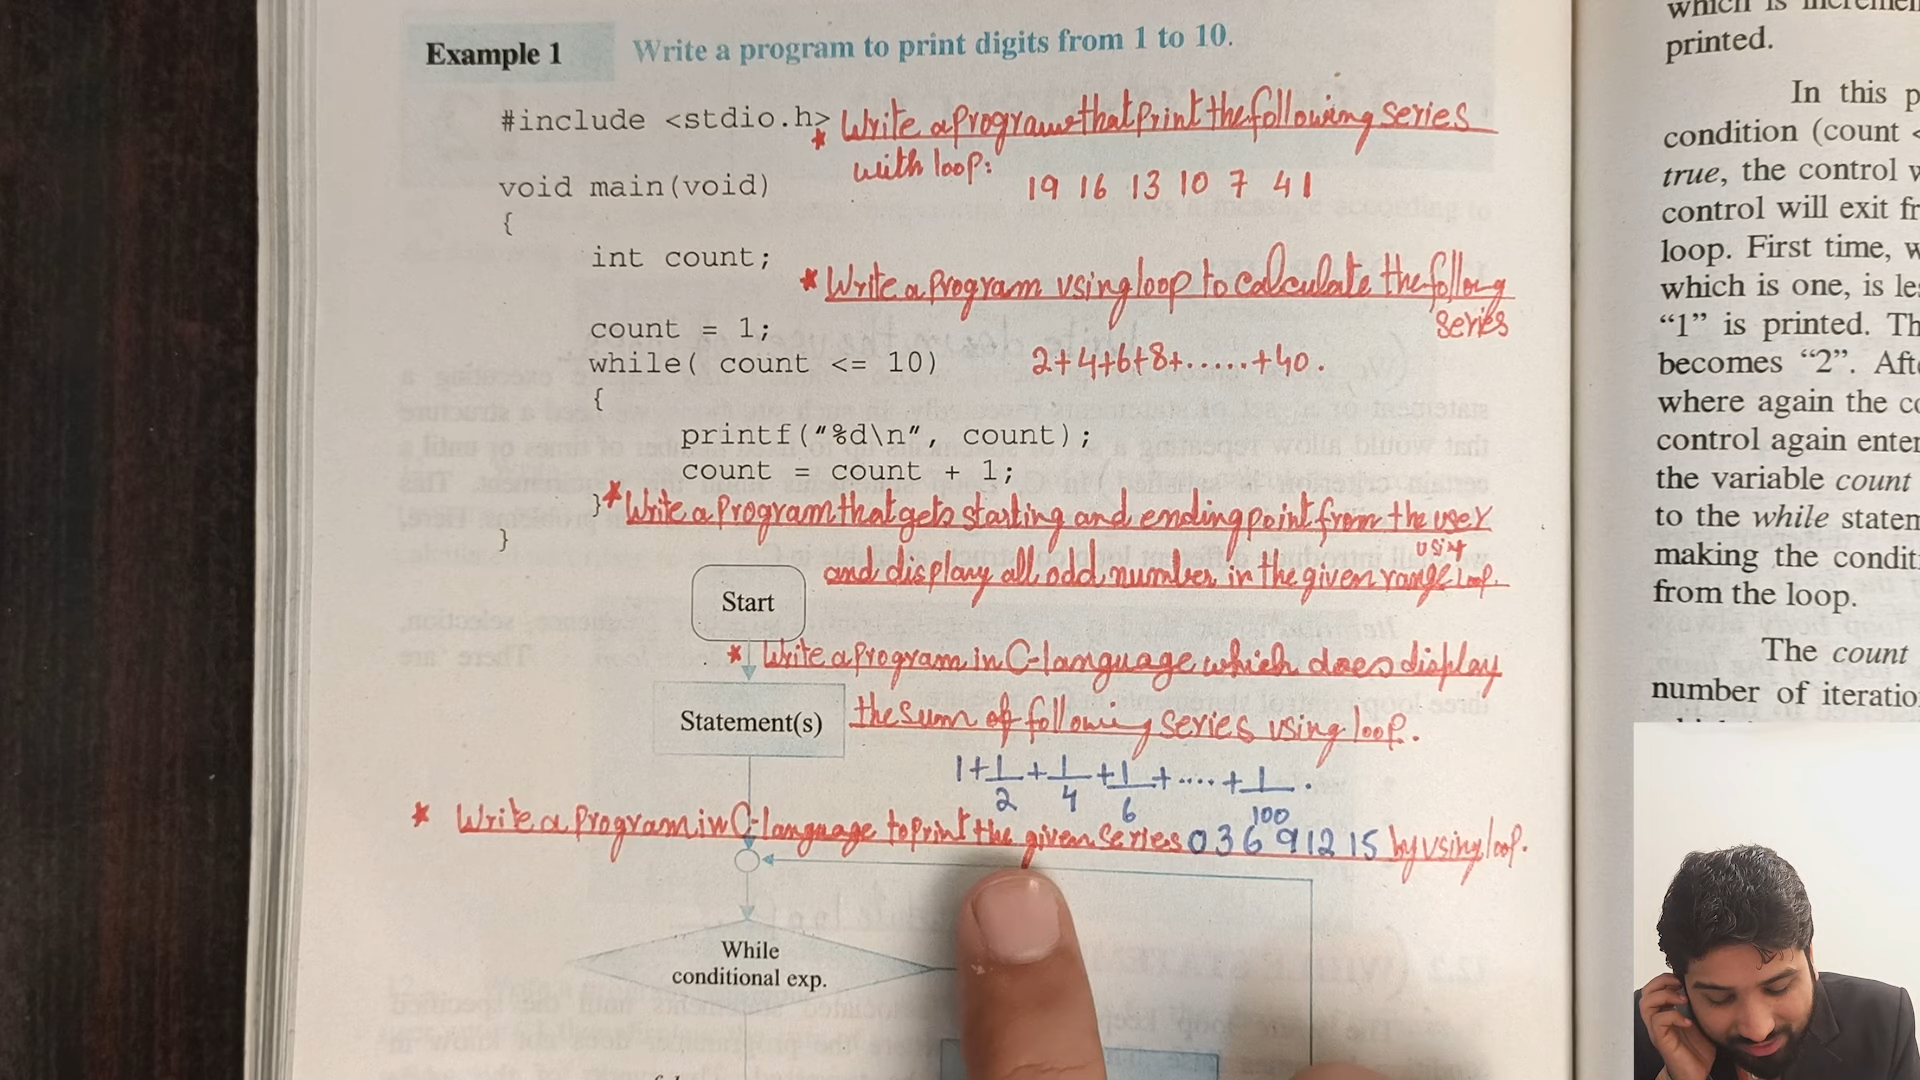 Example 1 Write a program to print digits from 1 to 10.
#include <stdio.h>
* Write a program that print the following series
with loop:
19 16 13 10 7 4 1
void main(void)
{
int count;
* Write a Program using loop to calculate the follong
series
count = 1;
while( count <= 10)
2+4+6+8+......+40.
{
printf("%d\n", count);
count = count + 1;
}
* Write a Program that gets starting and ending point from the user
and display all odd number in the given range using loop.
}
Start
* Write a Program in C-language which does display
the sum of following series using loop.
Statement(s)
1+1/2+1/4+1/6+....+1/100.
* Write a Program in C-language to print the given series 0 3 6 9 12 15 by using loop.
While
conditional exp.
which is
printed.
In this
condition (count
true, the control
control will exit
loop. First time,
which is one, is
"1" is printed.
becomes "2".
where again the
control again
the variable count
to the while
making the
from the loop.
The count
number of